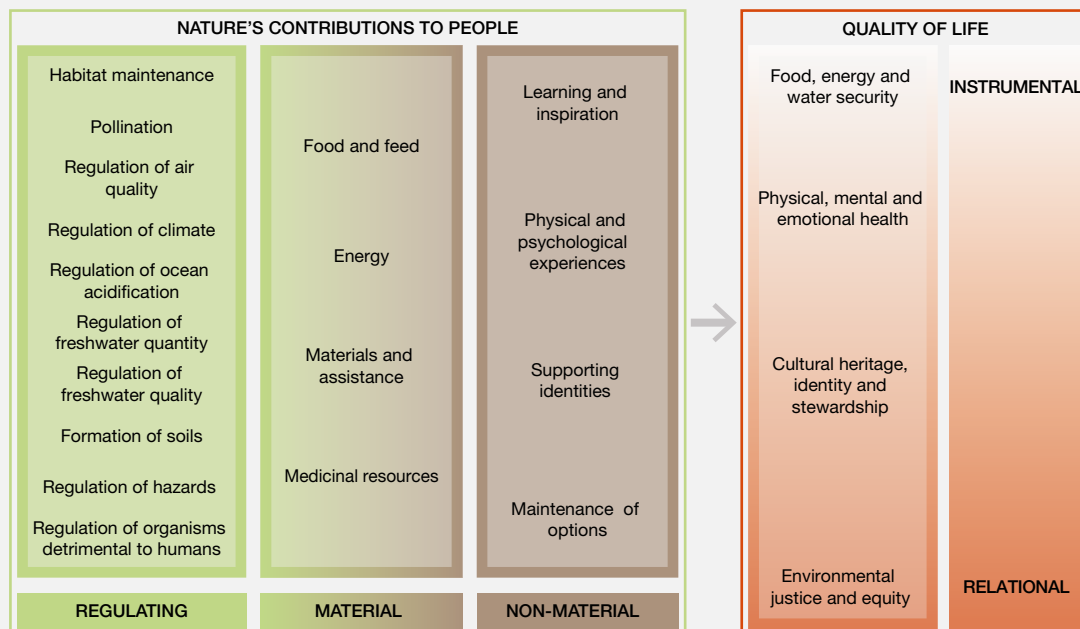 NATURE'S CONTRIBUTIONS TO PEOPLE
Habitat maintenance
Pollination
Regulation of air
quality
Regulation of climate
Regulation of ocean
acidification
Regulation of
freshwater quantity
Regulation of
freshwater quality
Formation of soils
Regulation of hazards
Regulation of organisms
detrimental to humans
REGULATING
Food and feed
Energy
Materials and
assistance
Medicinal resources
MATERIAL
Learning and
inspiration
Physical and
psychological
experiences
Supporting
identities
Maintenance of
options
NON-MATERIAL
QUALITY OF LIFE
Food, energy and
water security
Physical, mental and
emotional health
Cultural heritage,
identity and
stewardship
Environmental
justice and equity
INSTRUMENTAL
RELATIONAL